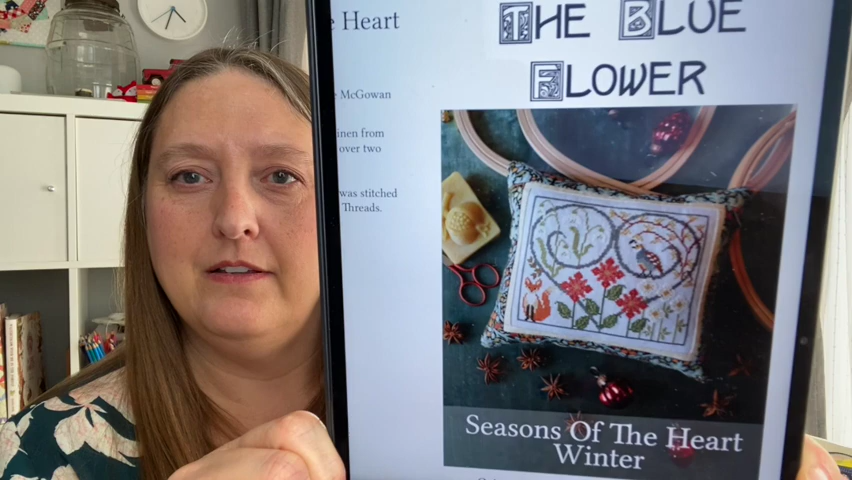 e Heart
McGowan
inen from
over two
was stitched
Threads.
The Blue
Flower
Seasons Of The Heart
Winter